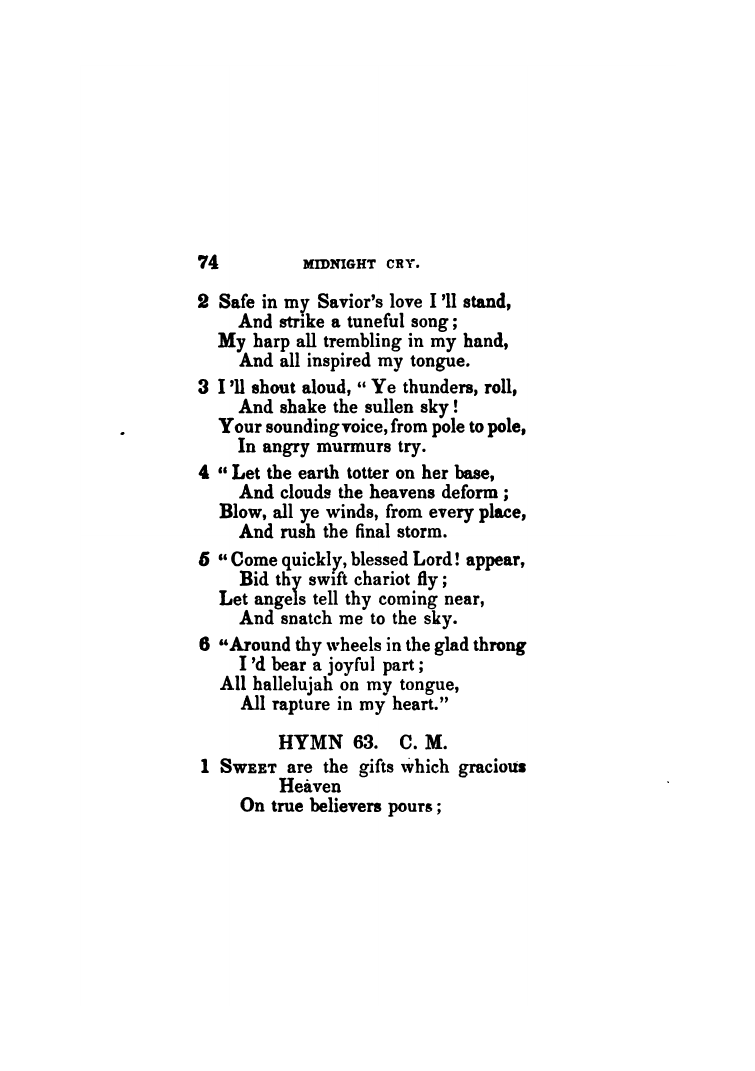 74 MIDNIGHT CRY.
2 Safe in my Savior's love I 'll stand,
And strike a tuneful song;
My harp all trembling in my hand,
And all inspired my tongue.
3 I 'll shout aloud, “ Ye thunders, roll,
And shake the sullen sky!
Your sounding voice, from pole to pole,
In angry murmurs try.
4 “ Let the earth totter on her base,
And clouds the heavens deform;
Blow, all ye winds, from every place,
And rush the final storm.
5 “ Come quickly, blessed Lord! appear,
Bid thy swift chariot fly;
Let angels tell thy coming near,
And snatch me to the sky.
6 “Around thy wheels in the glad throng
I 'd bear a joyful part;
All hallelujah on my tongue,
All rapture in my heart.”
HYMN 63. C. M.
1 SWEET are the gifts which gracious
Heaven
On true believers pours;